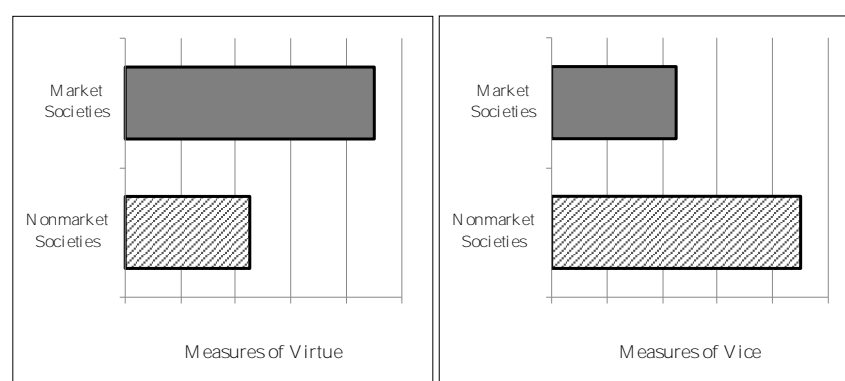 Market
Societies
Nonmarket
Societies
Measures of Virtue
Market
Societies
Nonmarket
Societies
Measures of Vice